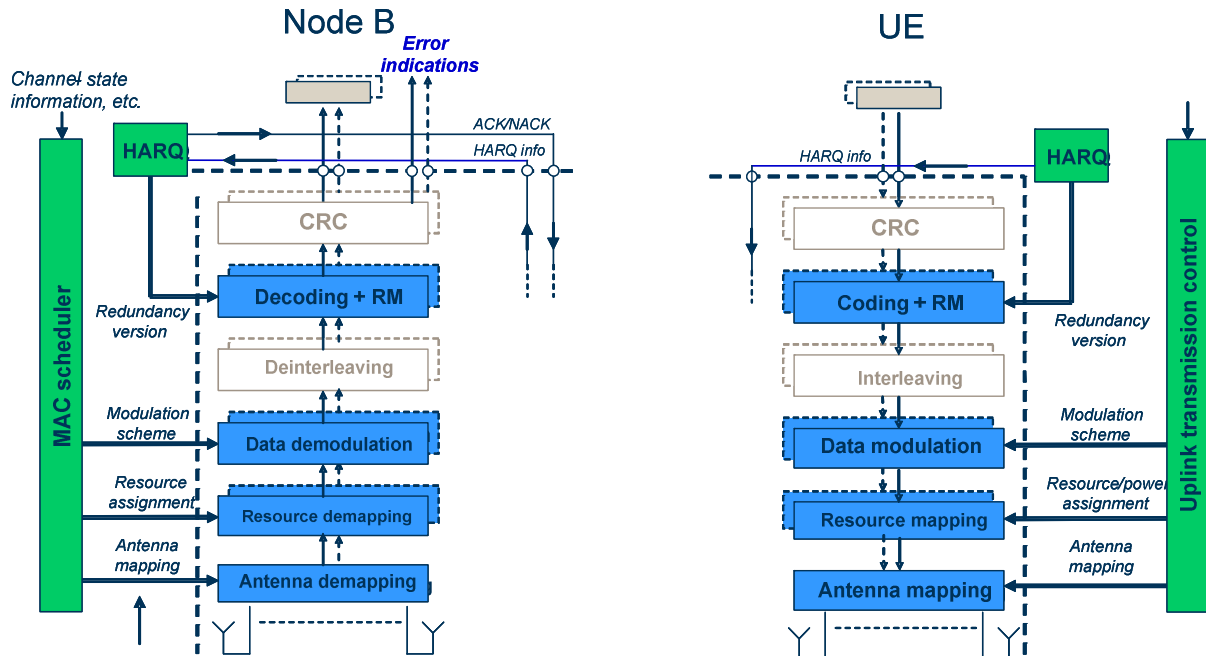 Node B
UE
Error
indications
Channel state
information, etc.
ACK/NACK
HARQ
HARQ info
HARQ info
HARQ
CRC
CRC
Decoding + RM
Coding + RM
Redundancy
version
Redundancy
version
MAC scheduler
Uplink transmission control
Deinterleaving
Interleaving
Modulation
scheme
Data demodulation
Data modulation
Modulation
scheme
Resource
assignment
Resource demapping
Resource mapping
Resource/power
assignment
Antenna
mapping
Antenna demapping
Antenna mapping
Antenna
mapping